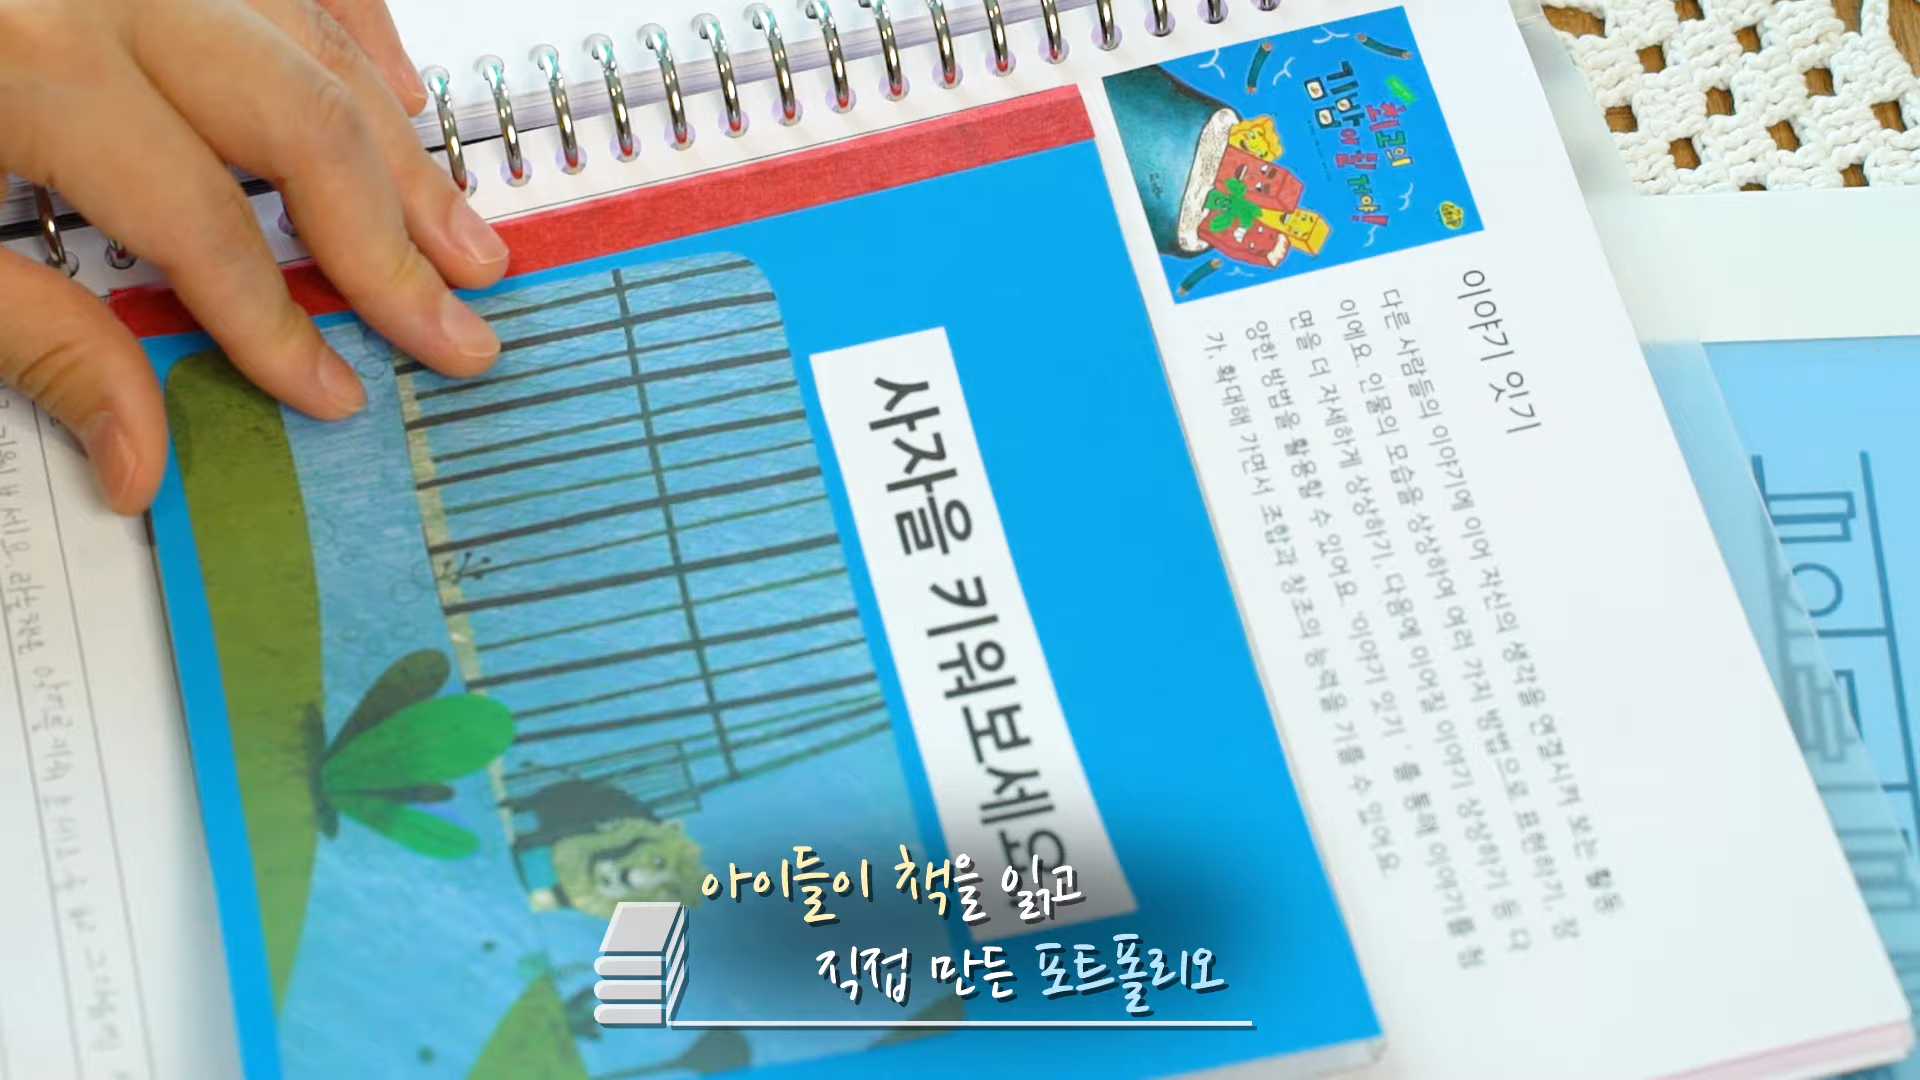 최고의
김밥이 될 거야!
이야기 잇기
다른 사람들의 이야기에 이어 자신의 생각을 연결시켜 보는 활동
이에요. 인물의 모습을 상상하여 여러 가지 방법으로 표현하기, 장
면을 더 자세하게 상상하기, 다음에 이어질 이야기 상상하기 등 다
양한 방법을 활용할 수 있어요. '이야기 잇기'를 통해 이야기를 첨
가, 확대해 가면서 조합과 창조의 능력을 기를 수 있어요.
사자을 키워보세요
아이들이 책을 읽고
직접 만든 포트폴리오